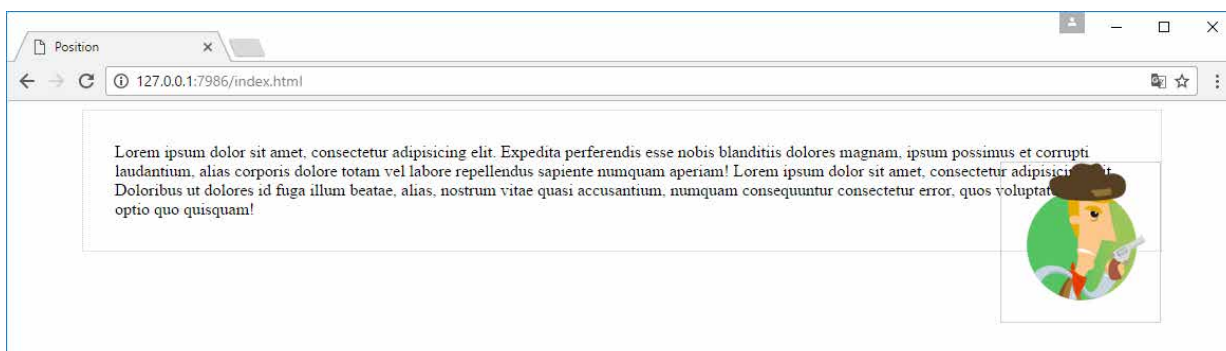 Position
127.0.0.1:7986/index.html
Lorem ipsum dolor sit amet, consectetur adipisicing elit. Expedita perferendis esse nobis blanditiis dolores magnam, ipsum possimus et corrupti
laudantium, alias corporis dolore totam vel labore repellendus sapiente numquam aperiam! Lorem ipsum dolor sit amet, consectetur
Doloribus ut dolores id fuga illum beatae, alias, nostrum vitae quasi accusantium, numquam consequuntur consectetur error, quos
optio quo quisquam!